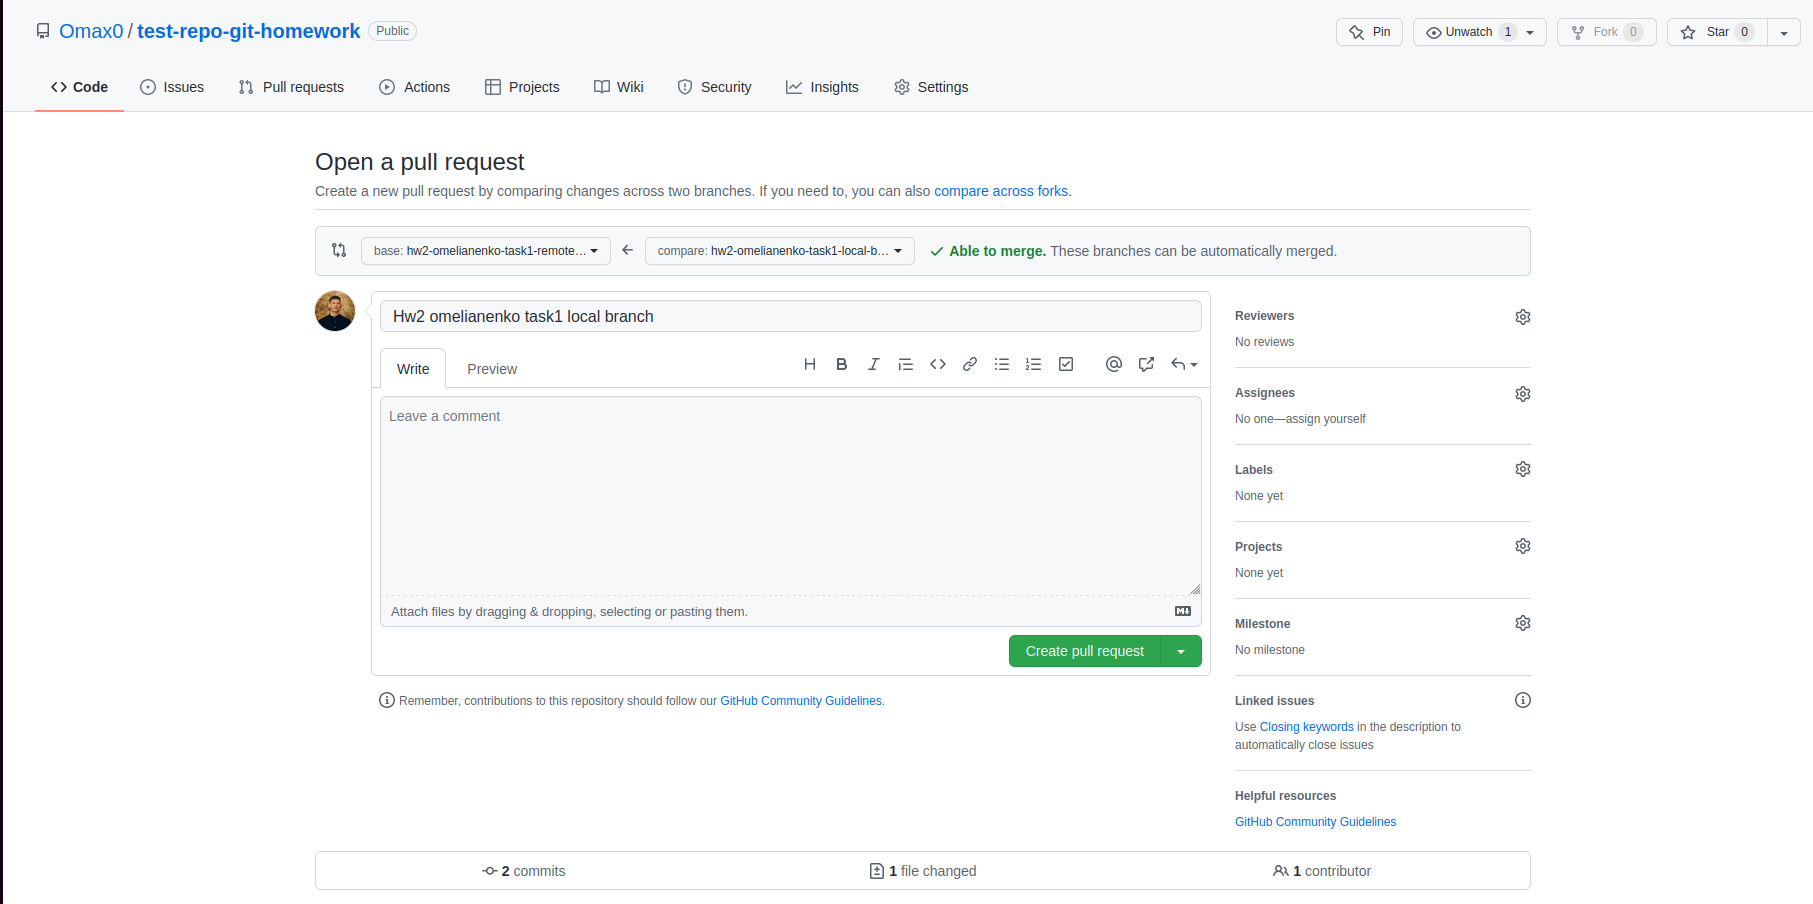 Omax0 / test-repo-git-homework Public
Pin
Unwatch 1
Fork 0
Star 0
Code
Issues
Pull requests
Actions
Projects
Wiki
Security
Insights
Settings
Open a pull request
Create a new pull request by comparing changes across two branches. If you need to, you can also compare across forks.
base: hw2-omelianenko-task1-remote...
compare: hw2-omelianenko-task1-local-b...
Able to merge. These branches can be automatically merged.
Hw2 omelianenko task1 local branch
Write
Preview
Leave a comment
Attach files by dragging & dropping, selecting or pasting them.
Create pull request
Remember, contributions to this repository should follow our GitHub Community Guidelines.
Reviewers
No reviews
Assignees
No one—assign yourself
Labels
None yet
Projects
None yet
Milestone
No milestone
Linked issues
Use Closing keywords in the description to
automatically close issues
Helpful resources
GitHub Community Guidelines
2 commits
1 file changed
1 contributor